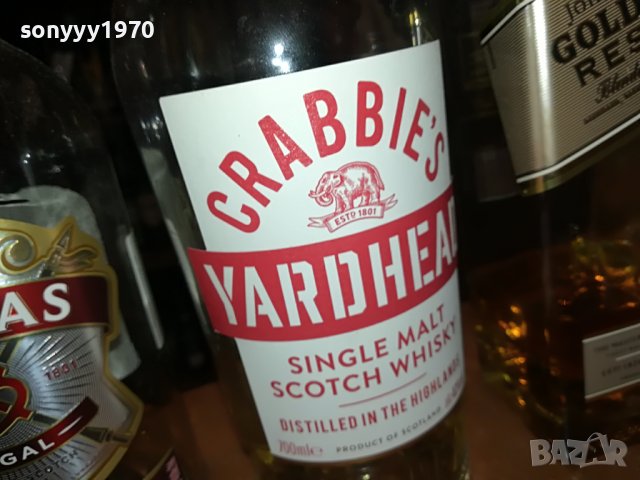 sonyyy1970
CRABBIE'S
ESTD 1801
YARDHEAD
SINGLE MALT
SCOTCH WHISKY
DISTILLED IN THE HIGHLANDS
700ml e PRODUCT OF SCOTLAND
AS
1801
GAL
GOLD
RES
BAZAR